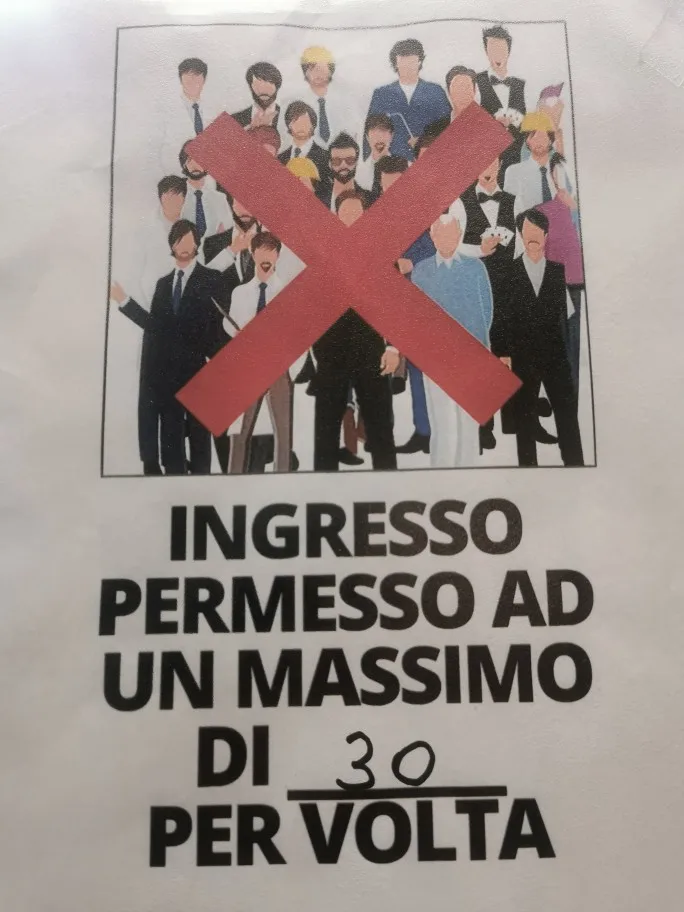 INGRESSO
PERMESSO AD
UN MASSIMO
DI 30
PER VOLTA